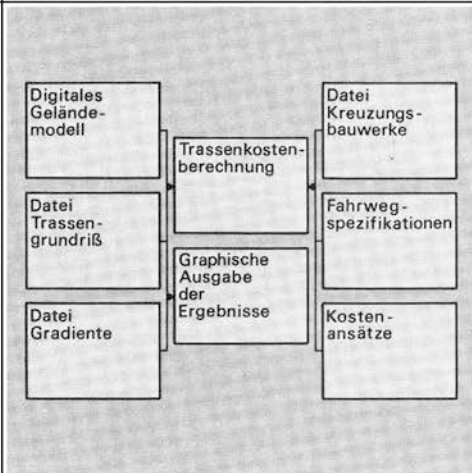 Digitales
Gelände-
modell
Datei
Trassen-
grundriß
Datei
Gradiente
Trassenkosten-
berechnung
Graphische
Ausgabe
der
Ergebnisse
Datei
Kreuzungs-
bauwerke
Fahrweg-
spezifikationen
Kosten-
ansätze